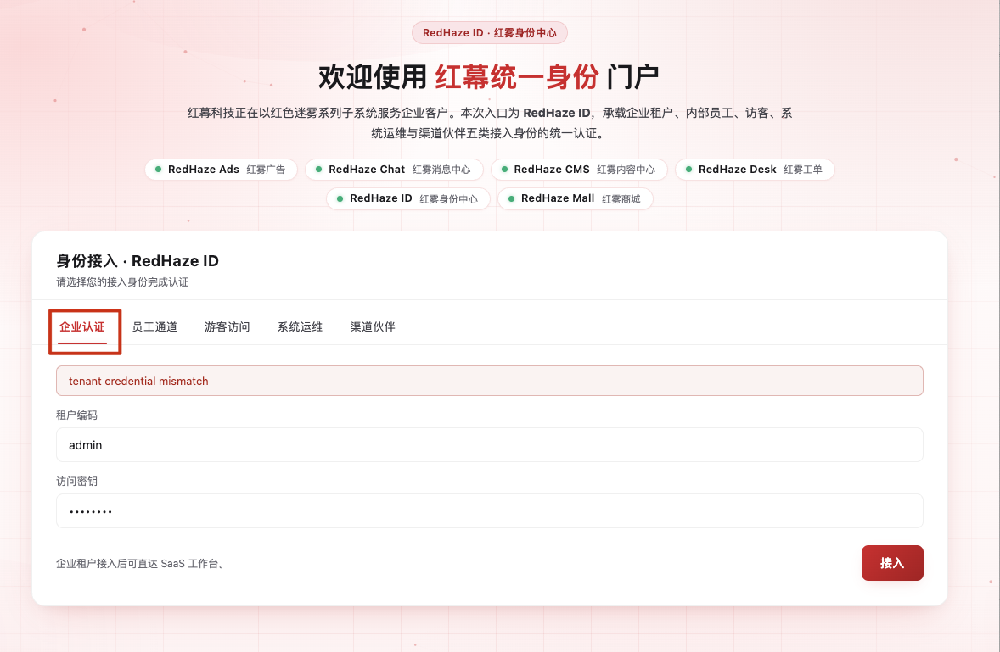 RedHaze ID · 红雾身份中心
欢迎使用 红幕统一身份 门户
红幕科技正在以红色迷雾系列子系统服务企业客户。本次入口为 RedHaze ID，承载企业租户、内部员工、访客、系
统运维与渠道伙伴五类接入身份的统一认证。
RedHaze Ads 红雾广告 RedHaze Chat 红雾消息中心 RedHaze CMS 红雾内容中心 RedHaze Desk 红雾工单
RedHaze ID 红雾身份中心 RedHaze Mall 红雾商城
身份接入 · RedHaze ID
请选择您的接入身份完成认证
企业认证 员工通道 游客访问 系统运维 渠道伙伴
tenant credential mismatch
租户编码
admin
访问密钥
••••••••
企业租户接入后可直达 SaaS 工作台。 接入